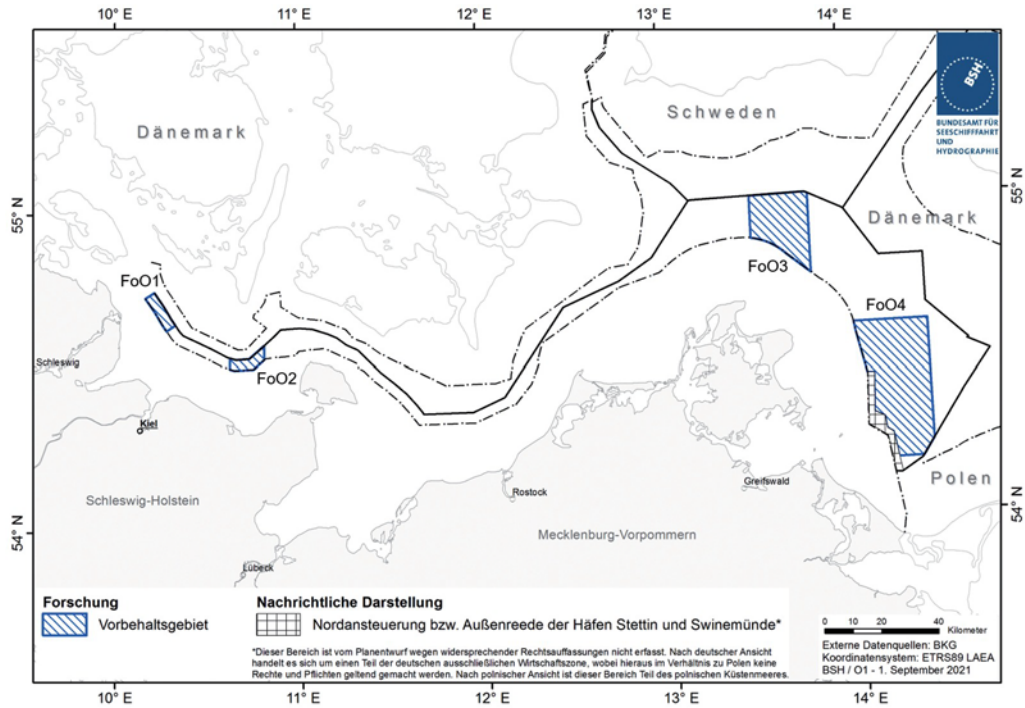 10° E
11° E
12° E
13° E
14° E
55° N
54° N
55° N
54° N
Dänemark
Schweden
Dänemark
Polen
BSH
BUNDESAMT FÜR
SEESCHIFFFAHRT
UND
HYDROGRAPHIE
FoO1
FoO2
FoO3
FoO4
Schleswig
Kiel
Schleswig-Holstein
Lübeck
Rostock
Greifswald
Mecklenburg-Vorpommern
Forschung
Vorbehaltsgebiet
Nachrichtliche Darstellung
Nordansteuerung bzw. Außenreede der Häfen Stettin und Swinemünde*
*Dieser Bereich ist vom Planentwurf wegen widersprechender Rechtsauffassungen nicht erfasst. Nach deutscher Ansicht
handelt es sich um einen Teil der deutschen ausschließlichen Wirtschaftszone, wobei hieraus im Verhältnis zu Polen keine
Rechte und Pflichten geltend gemacht werden. Nach polnischer Ansicht ist dieser Bereich Teil des polnischen Küstenmeeres.
0 10 20 40
Kilometer
Externe Datenquellen: BKG
Koordinatensystem: ETRS89 LAEA
BSH / O1 - 1. September 2021
10° E
11° E
12° E
13° E
14° E